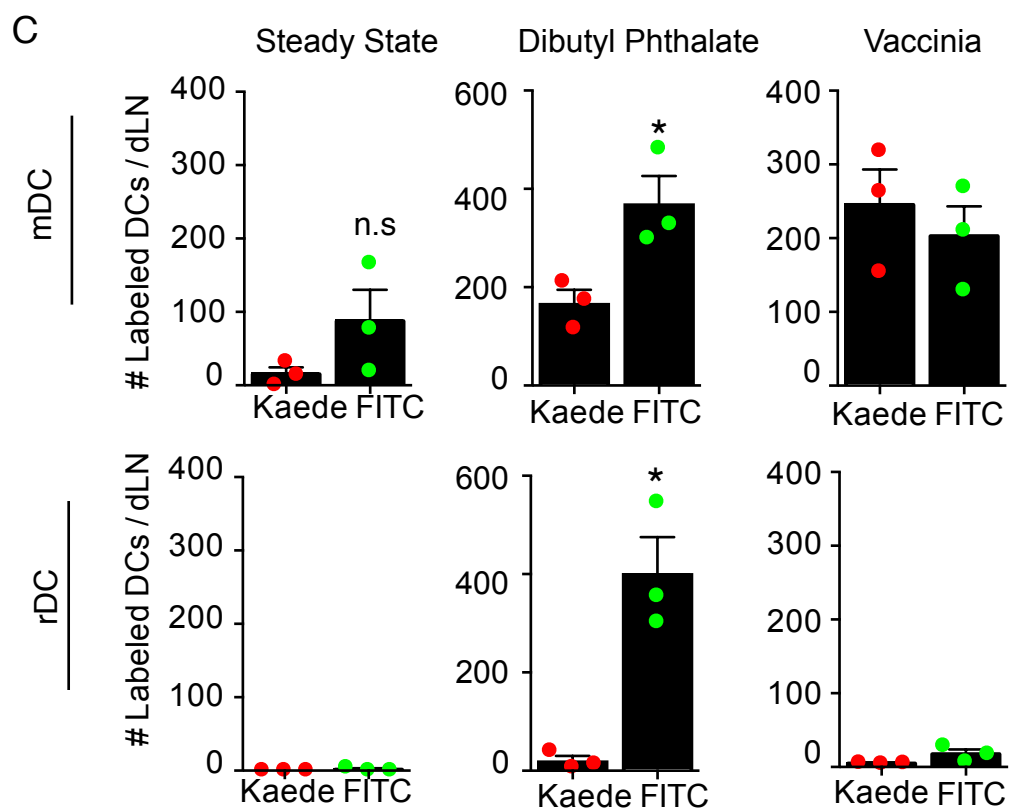 C
Steady State
Dibutyl Phthalate
Vaccinia
mDC
# Labeled DCs / dLN
400
300
200
100
0
n.s
Kaede FITC
600
400
200
0
*
Kaede FITC
400
300
200
100
0
Kaede FITC
rDC
# Labeled DCs / dLN
400
300
200
100
0
Kaede FITC
600
400
200
0
*
Kaede FITC
400
300
200
100
0
Kaede FITC